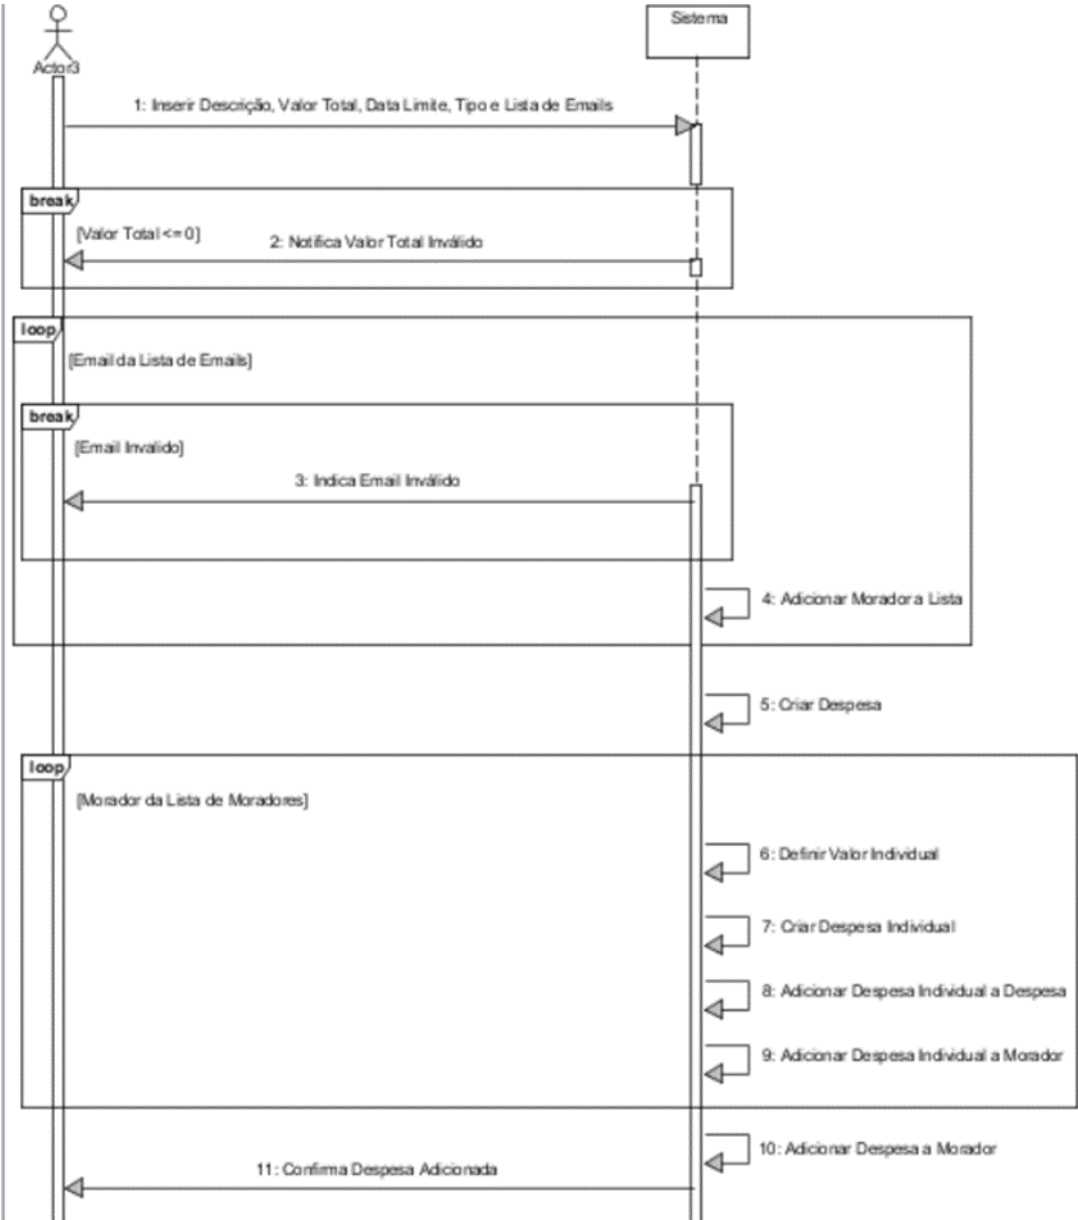 Sistema
Actor3
1: Inserir Descrição, Valor Total, Data Limite, Tipo e Lista de Emails
break
[Valor Total <= 0]
2: Notifica Valor Total Inválido
loop
[Email da Lista de Emails]
break
[Email Invalido]
3: Indica Email Inválido
4: Adicionar Morador a Lista
5: Criar Despesa
loop
[Morador da Lista de Moradores]
6: Definir Valor Individual
7: Criar Despesa Individual
8: Adicionar Despesa Individual a Despesa
9: Adicionar Despesa Individual a Morador
10: Adicionar Despesa a Morador
11: Confirma Despesa Adicionada